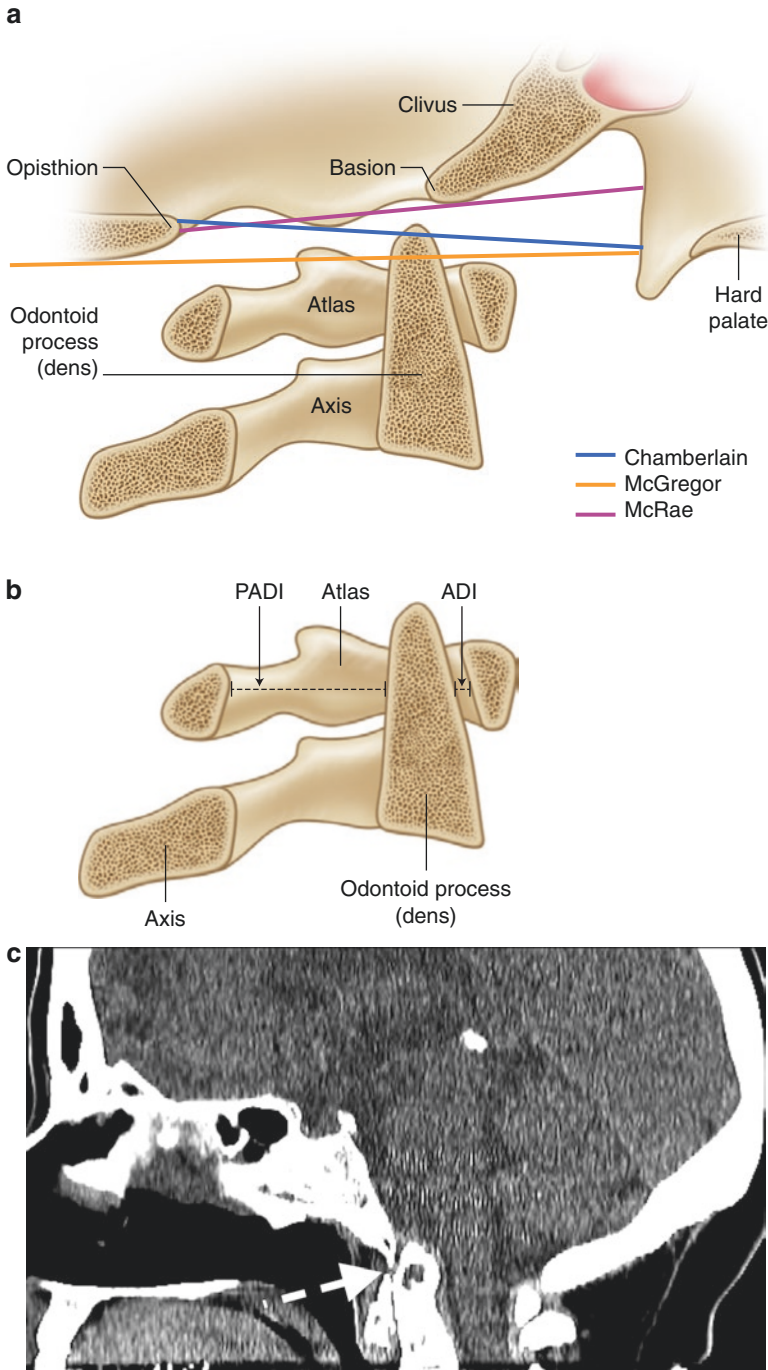 a
Clivus
Opisthion
Basion
Hard
palate
Atlas
Odontoid
process
(dens)
Axis
Chamberlain
McGregor
McRae
b
PADI
Atlas
ADI
Odontoid process
(dens)
Axis
c